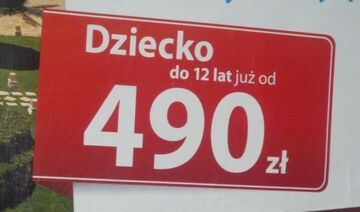 Dziecko
do 12 lat już od
490 zł